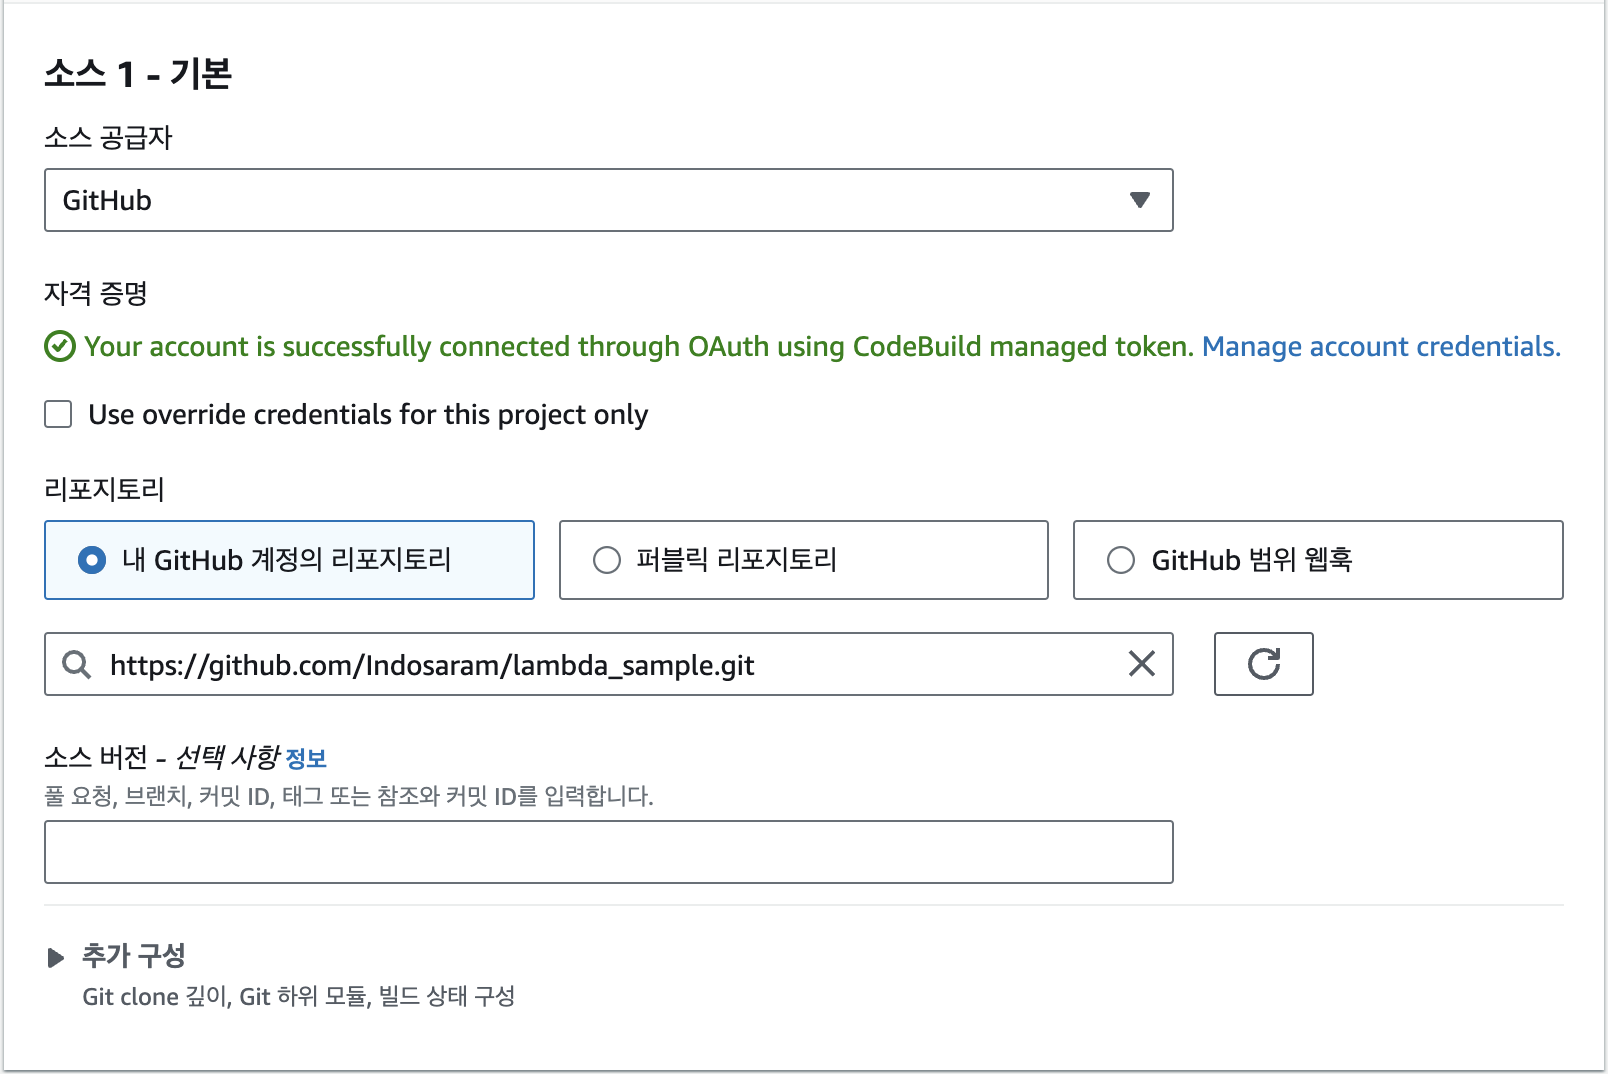 소스 1 - 기본
소스 공급자
GitHub
자격 증명
Your account is successfully connected through OAuth using CodeBuild managed token. Manage account credentials.
Use override credentials for this project only
리포지토리
내 GitHub 계정의 리포지토리
퍼블릭 리포지토리
GitHub 범위 웹훅
https://github.com/Indosaram/lambda_sample.git
소스 버전 - 선택 사항 정보
풀 요청, 브랜치, 커밋 ID, 태그 또는 참조와 커밋 ID를 입력합니다.
추가 구성
Git clone 깊이, Git 하위 모듈, 빌드 상태 구성